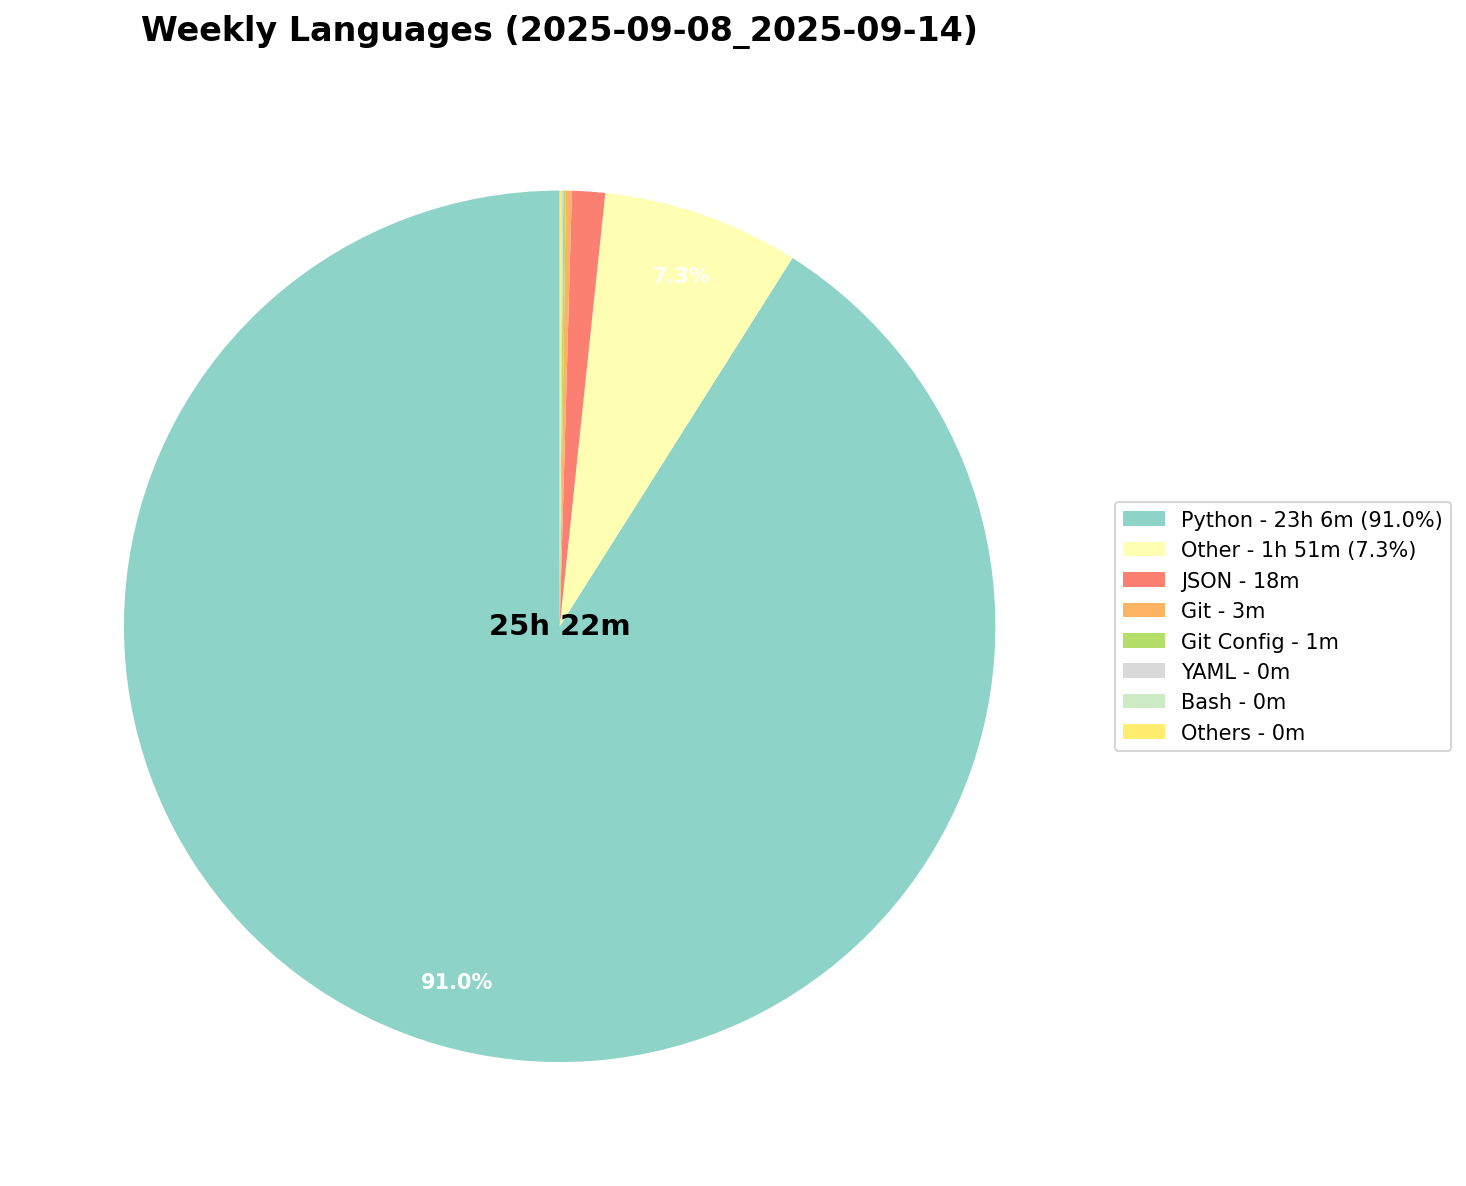 Weekly Languages (2025-09-08_2025-09-14)
7.3%
25h 22m
91.0%
Python - 23h 6m (91.0%)
Other - 1h 51m (7.3%)
JSON - 18m
Git - 3m
Git Config - 1m
YAML - 0m
Bash - 0m
Others - 0m